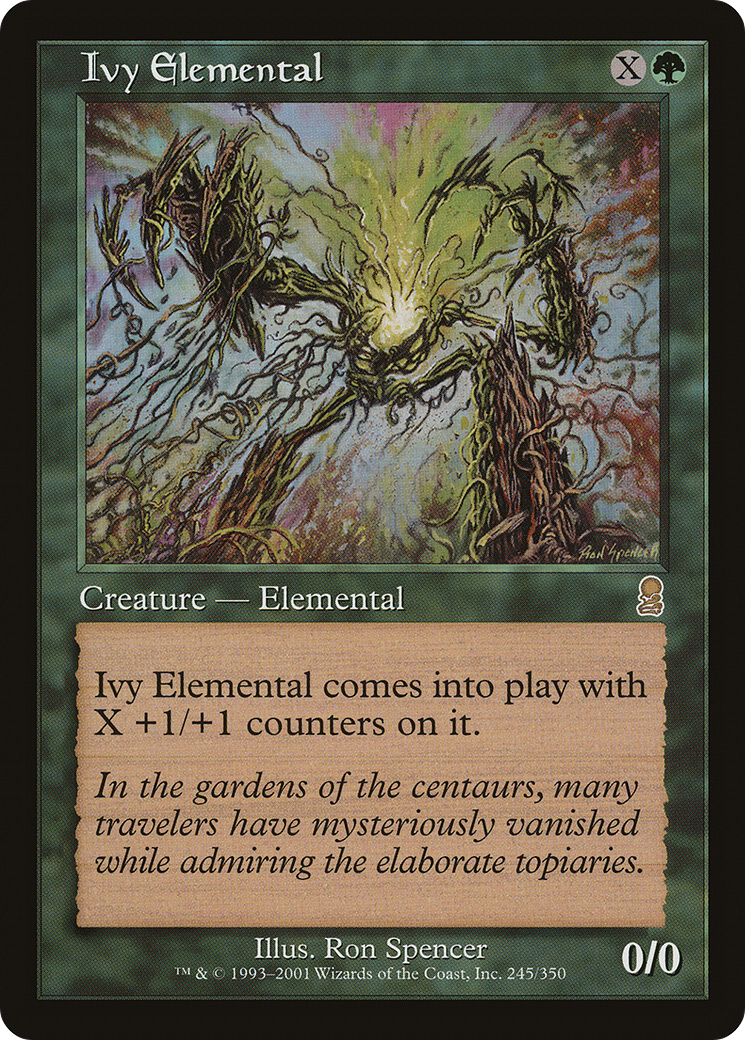 Ivy Elemental X
Ron Spencer
Creature — Elemental
Ivy Elemental comes into play with
X +1/+1 counters on it.
In the gardens of the centaurs, many
travelers have mysteriously vanished
while admiring the elaborate topiaries.
Illus. Ron Spencer
™ & © 1993–2001 Wizards of the Coast, Inc. 245/350
0/0